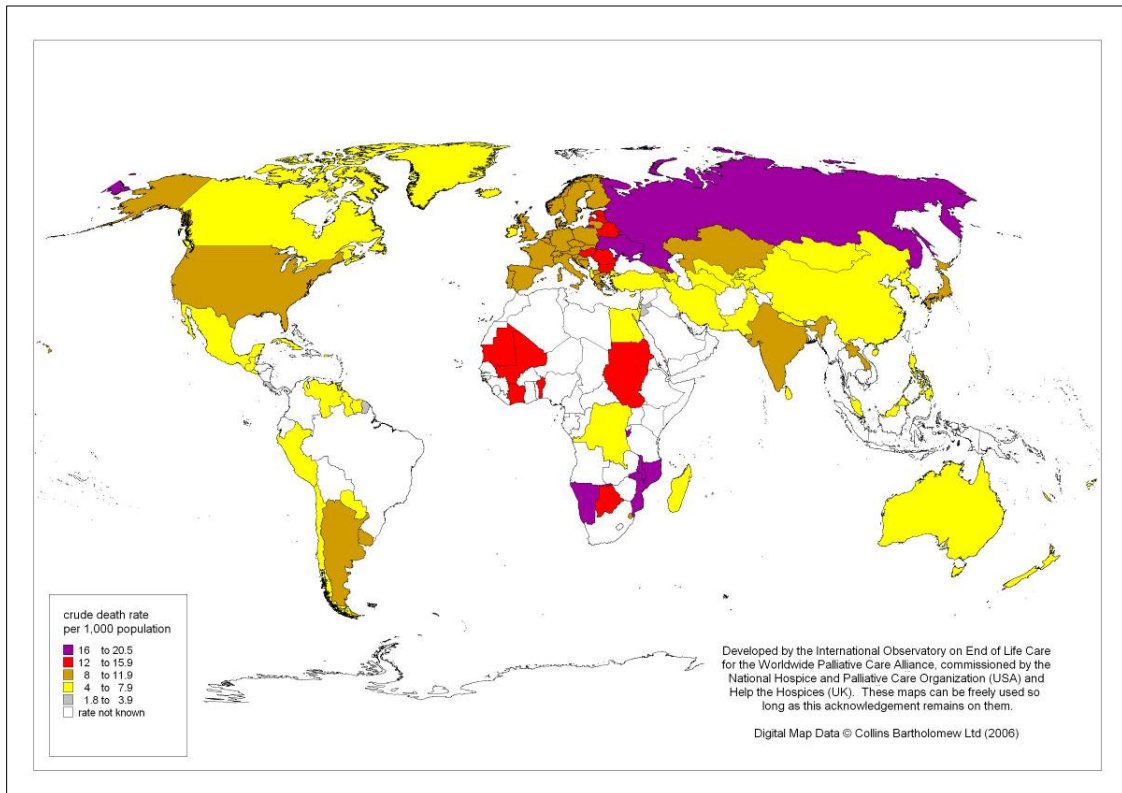 crude death rate
per 1,000 population
16 to 20.5
12 to 15.9
8 to 11.9
4 to 7.9
1.8 to 3.9
rate not known
Developed by the International Observatory on End of Life Care
for the Worldwide Palliative Care Alliance, commissioned by the
National Hospice and Palliative Care Organization (USA) and
Help the Hospices (UK). These maps can be freely used so
long as this acknowledgement remains on them.
Digital Map Data © Collins Bartholomew Ltd (2006)